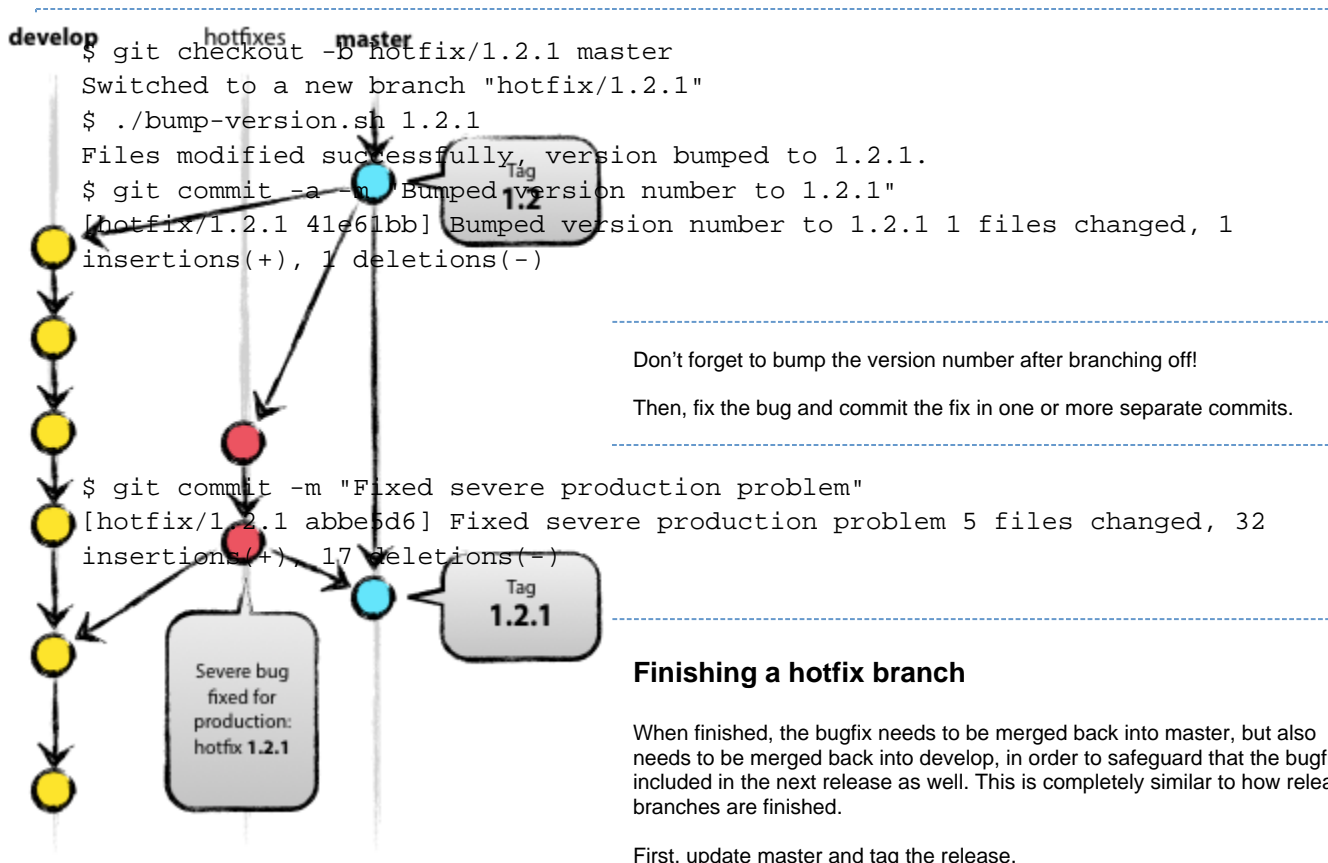 develop
hotfixes
master
$ git checkout -b hotfix/1.2.1 master
Switched to a new branch "hotfix/1.2.1"
$ ./bump-version.sh 1.2.1
Files modified successfully, version bumped to 1.2.1.
$ git commit -a -m "Bumped version number to 1.2.1"
[hotfix/1.2.1 41e61bb] Bumped version number to 1.2.1 1 files changed, 1
insertions(+), 1 deletions(-)
Tag
1.2
Don’t forget to bump the version number after branching off!
Then, fix the bug and commit the fix in one or more separate commits.
$ git commit -m "Fixed severe production problem"
[hotfix/1.2.1 abbe5d6] Fixed severe production problem 5 files changed, 32
insertions(+), 17 deletions(-)
Tag
1.2.1
Severe bug
fixed for
production:
hotfix 1.2.1
Finishing a hotfix branch
When finished, the bugfix needs to be merged back into master, but also
needs to be merged back into develop, in order to safeguard that the bugf
included in the next release as well. This is completely similar to how relea
branches are finished.
First, update master and tag the release.